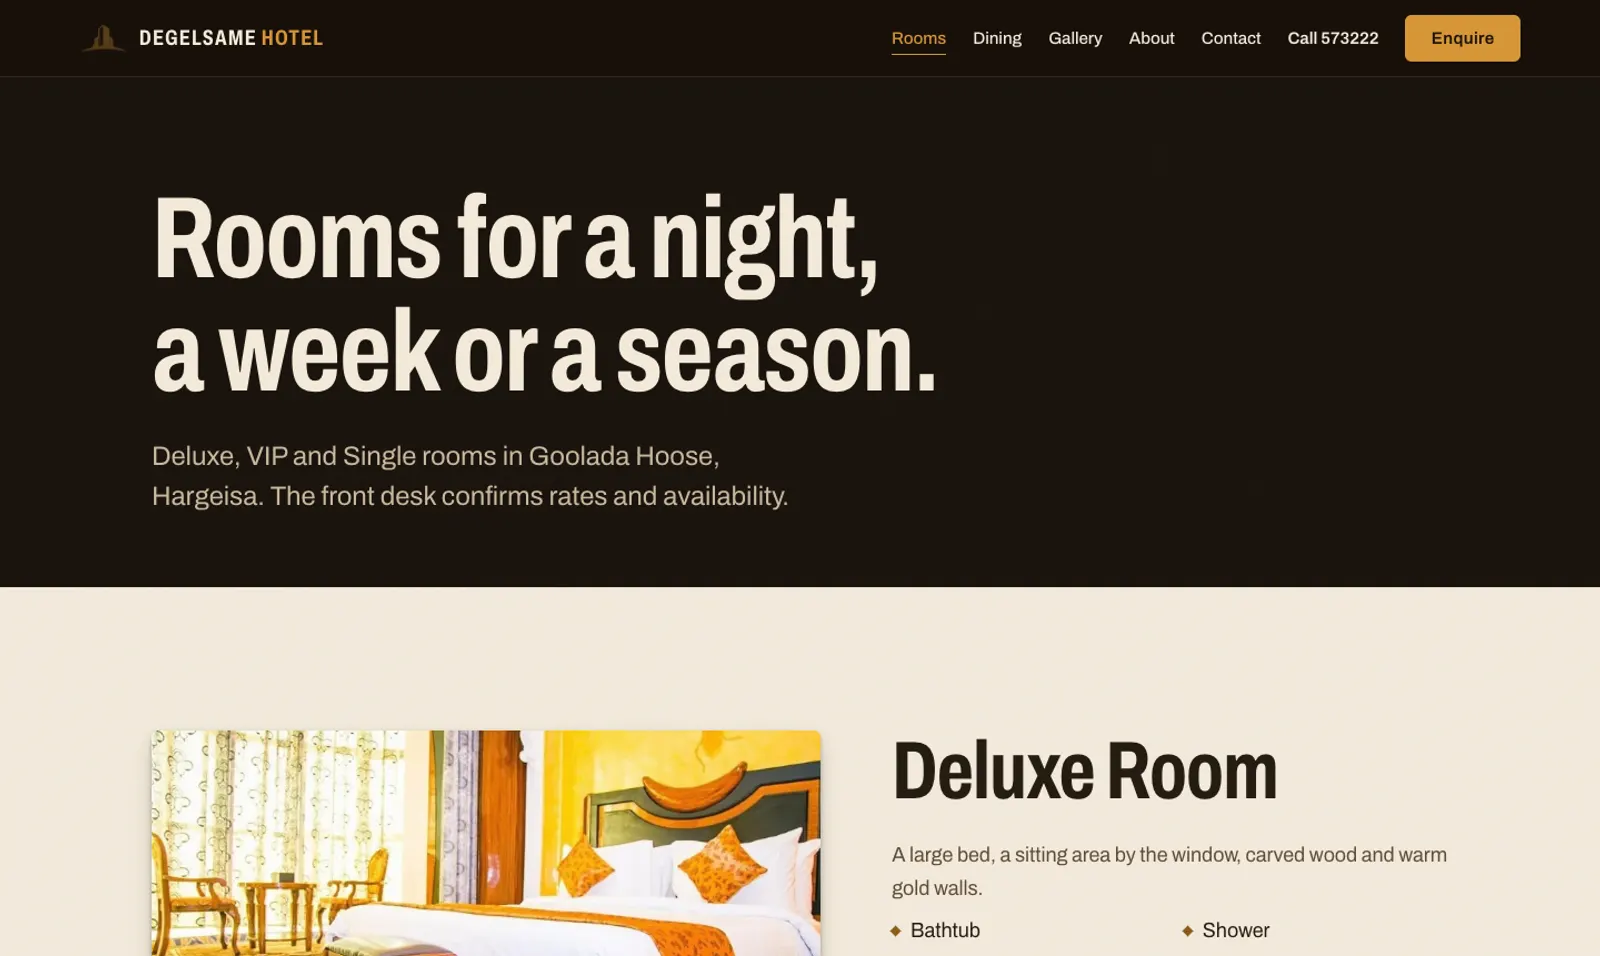 DEGELSAME HOTEL
Rooms
Dining
Gallery
About
Contact
Call 573222
Enquire
Rooms for a night,
a week or a season.
Deluxe, VIP and Single rooms in Goolada Hoose,
Hargeisa. The front desk confirms rates and availability.
Deluxe Room
A large bed, a sitting area by the window, carved wood and warm
gold walls.
Bathtub
Shower